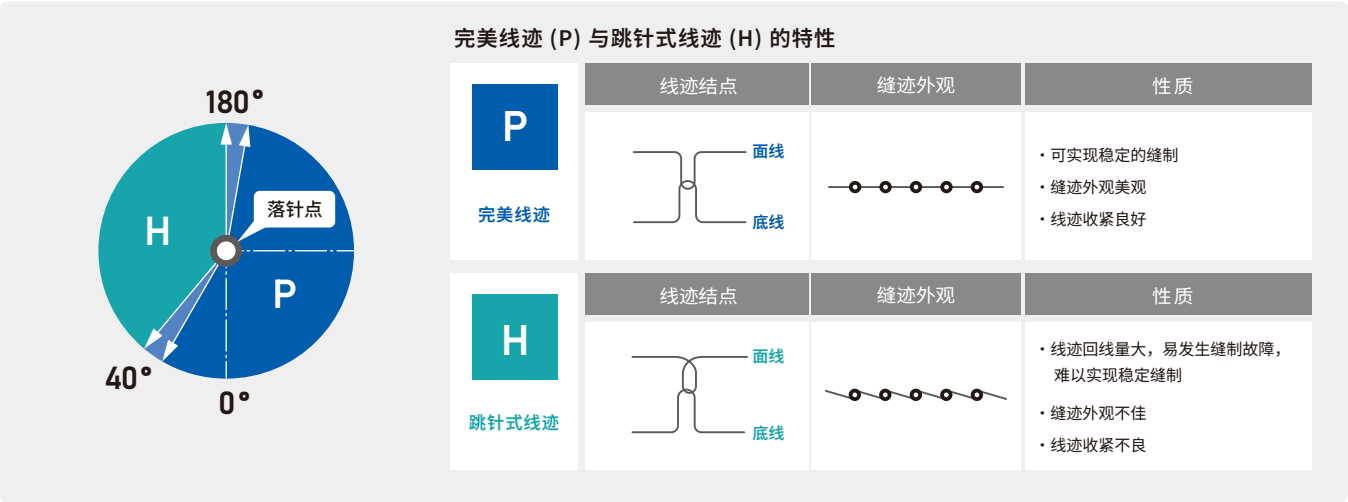 完美线迹 (P) 与跳针式线迹 (H) 的特性
180°
H
落针点
P
40°
0°
P
完美线迹
线迹结点
缝迹外观
性质
面线
底线
・可实现稳定的缝制
・缝迹外观美观
・线迹收紧良好
H
跳针式线迹
线迹结点
缝迹外观
性质
面线
底线
・线迹回线量大，易发生缝制故障，
难以实现稳定缝制
・缝迹外观不佳
・线迹收紧不良